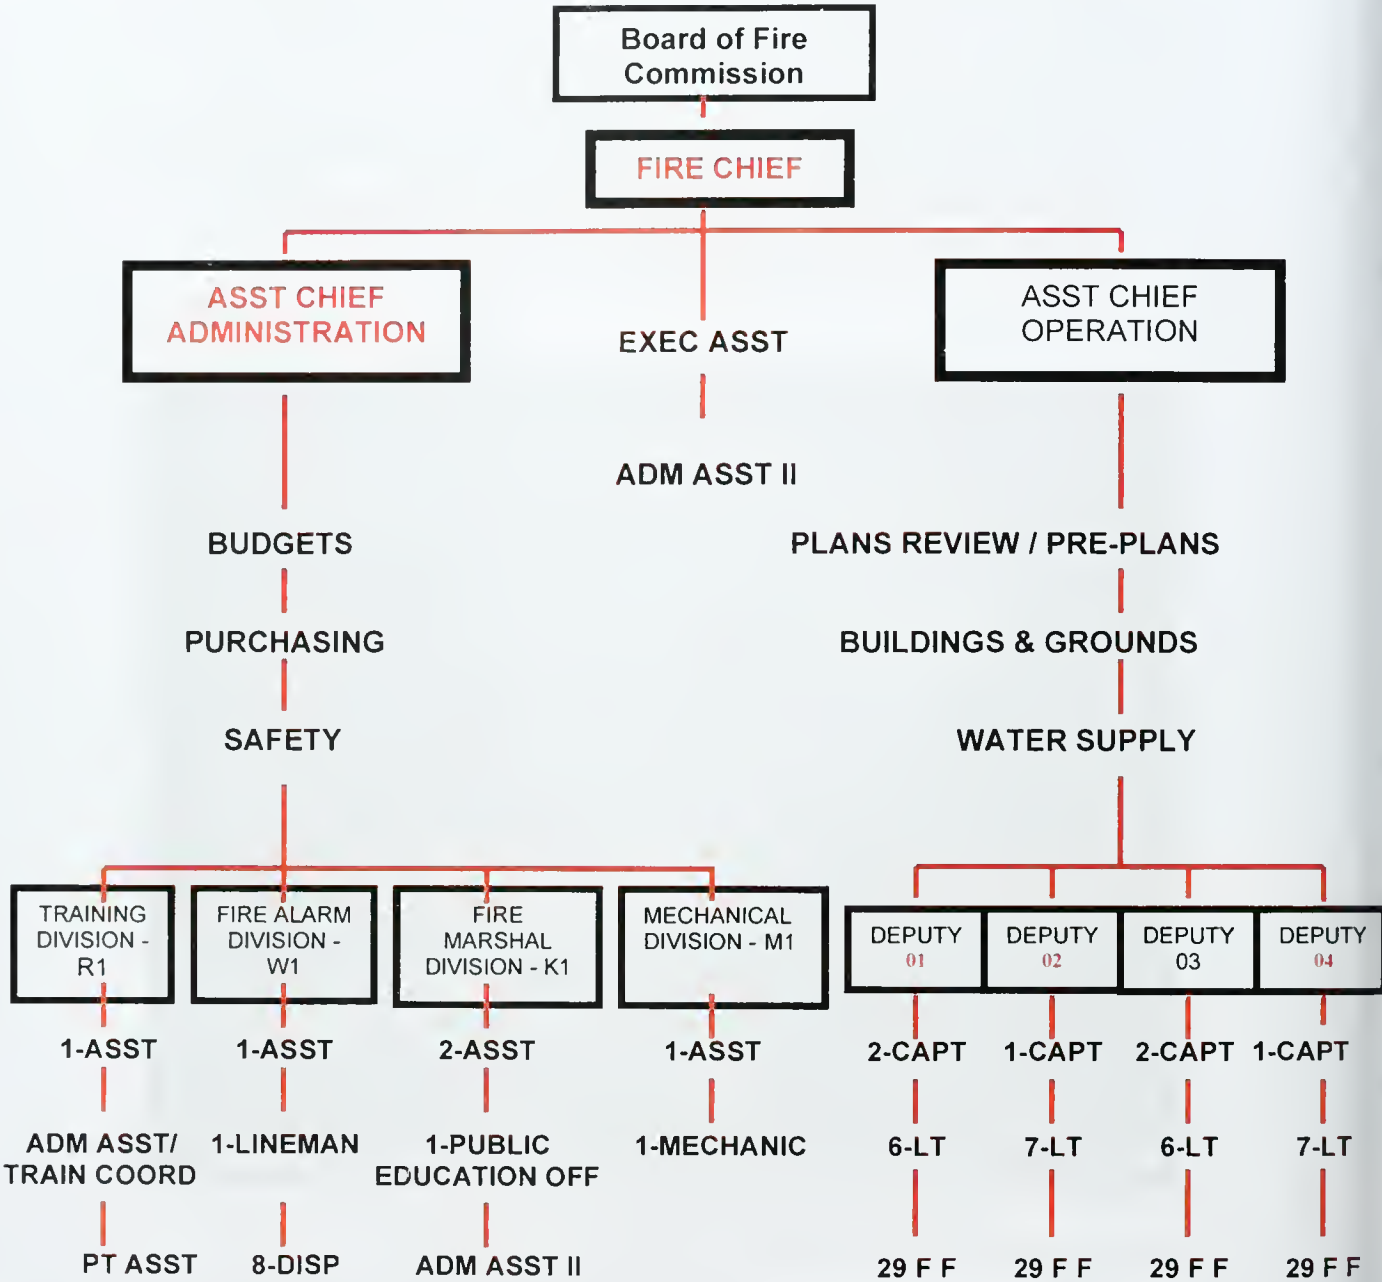 Board of Fire
Commission
FIRE CHIEF
ASST CHIEF
ADMINISTRATION
EXEC ASST
ASST CHIEF
OPERATION
ADM ASST II
BUDGETS
PLANS REVIEW / PRE-PLANS
PURCHASING
BUILDINGS & GROUNDS
SAFETY
WATER SUPPLY
TRAINING
DIVISION -
R1
FIRE ALARM
DIVISION -
W1
FIRE
MARSHAL
DIVISION - K1
MECHANICAL
DIVISION - M1
DEPUTY
01
DEPUTY
02
DEPUTY
03
DEPUTY
04
1-ASST
1-ASST
2-ASST
1-ASST
2-CAPT
1-CAPT
2-CAPT
1-CAPT
ADM ASST/
TRAIN COORD
1-LINEMAN
1-PUBLIC
EDUCATION OFF
1-MECHANIC
6-LT
7-LT
6-LT
7-LT
PT ASST
8-DISP
ADM ASST II
29 F F
29 F F
29 F F
29 F F